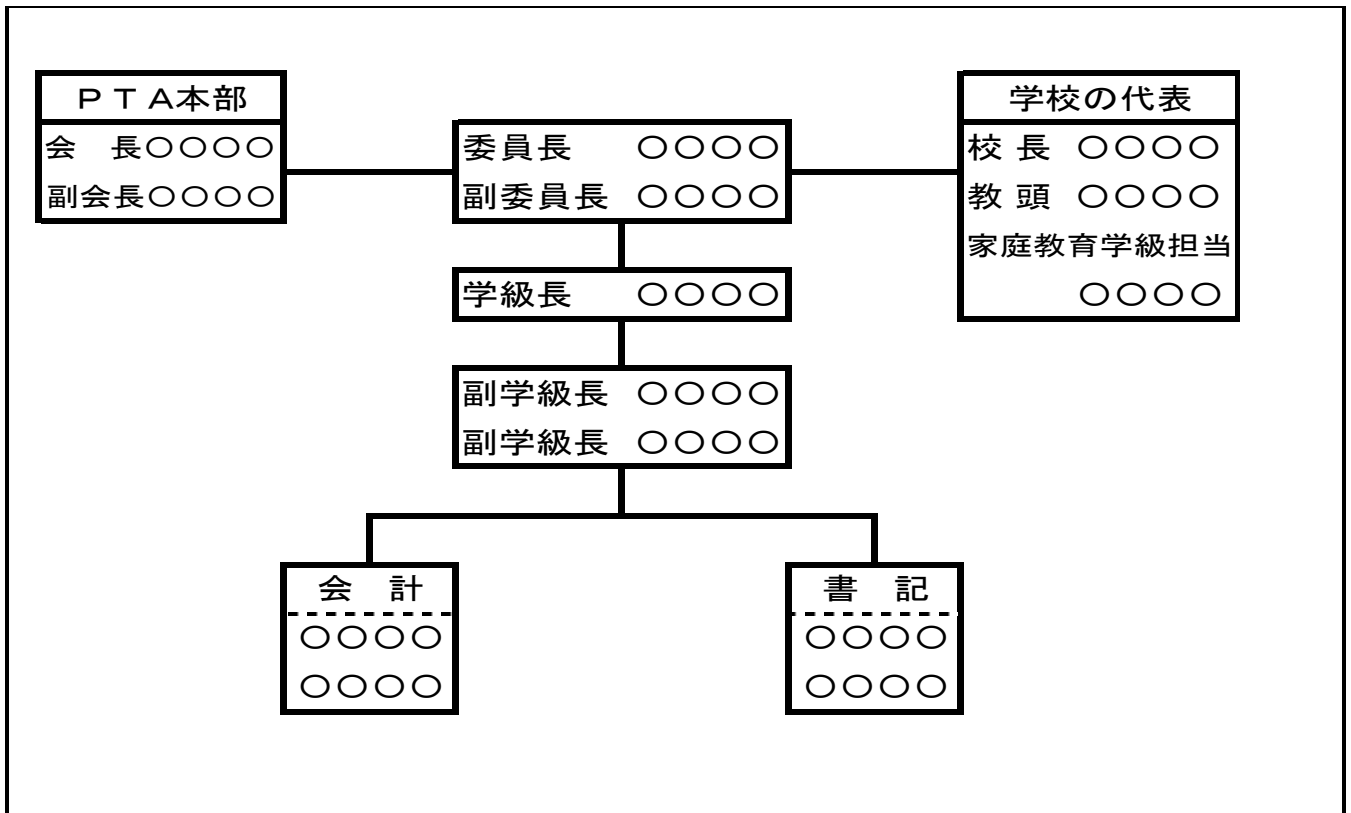 ＰＴＡ本部
会　長○○○○
副会長○○○○
委員長　○○○○
副委員長　○○○○
学校の代表
校長　○○○○
教頭　○○○○
家庭教育学級担当
○○○○
学級長　○○○○
副学級長　○○○○
副学級長　○○○○
会　計
○○○○
○○○○
書　記
○○○○
○○○○